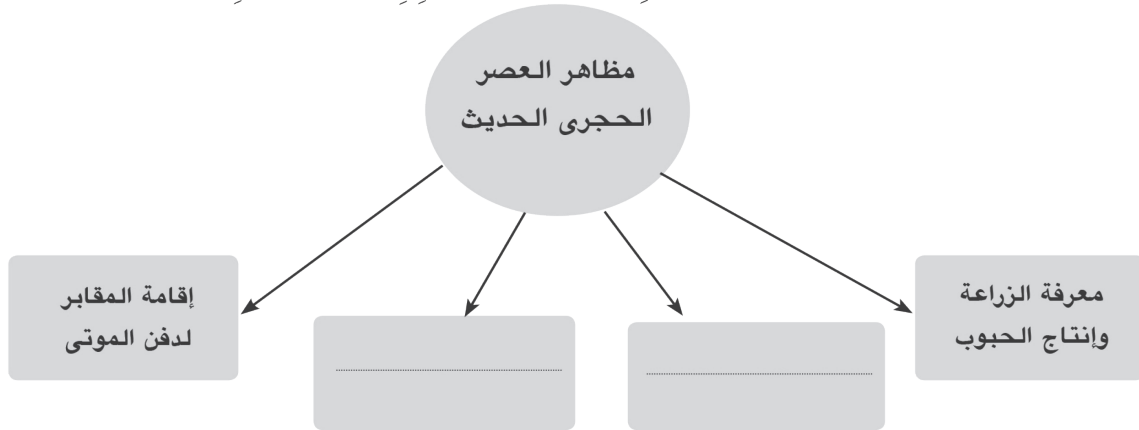 مظاهر العصر
الحجرى الحديث
معرفة الزراعة
وإنتاج الحبوب
إقامة المقابر
لدفن الموتى